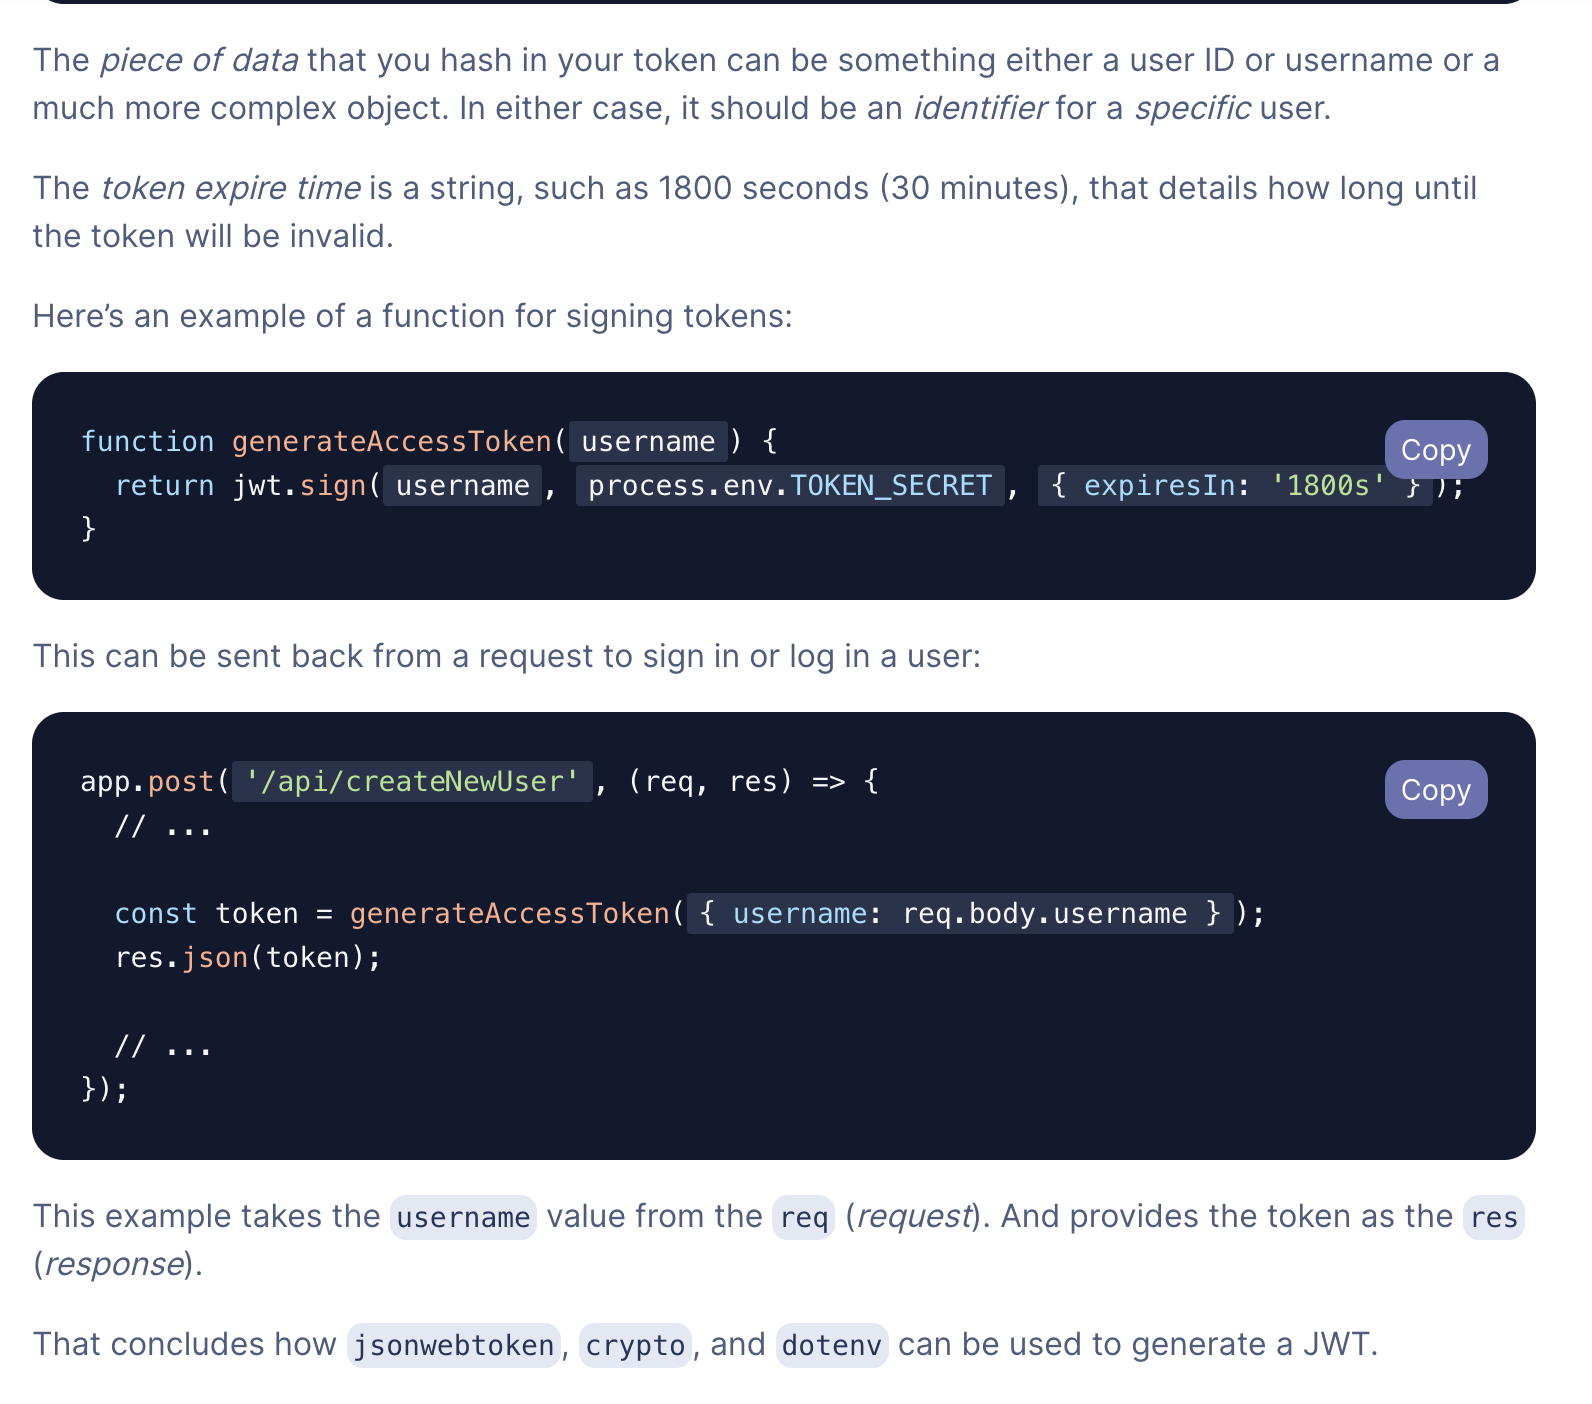 The piece of data that you hash in your token can be something either a user ID or username or a
much more complex object. In either case, it should be an identifier for a specific user.
The token expire time is a string, such as 1800 seconds (30 minutes), that details how long until
the token will be invalid.
Here’s an example of a function for signing tokens:
function generateAccessToken(username) {
Copy
  return jwt.sign(username, process.env.TOKEN_SECRET, { expiresIn: '1800s' });
}
This can be sent back from a request to sign in or log in a user:
app.post('/api/createNewUser', (req, res) => {
Copy
  // ...
  const token = generateAccessToken({ username: req.body.username });
  res.json(token);
  // ...
});
This example takes the username value from the req (request). And provides the token as the res
(response).
That concludes how jsonwebtoken, crypto, and dotenv can be used to generate a JWT.